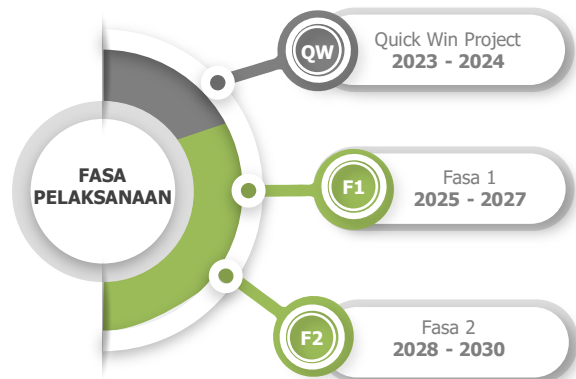 FASA
PELAKSANAAN
QW
Quick Win Project
2023 - 2024
F1
Fasa 1
2025 - 2027
F2
Fasa 2
2028 - 2030